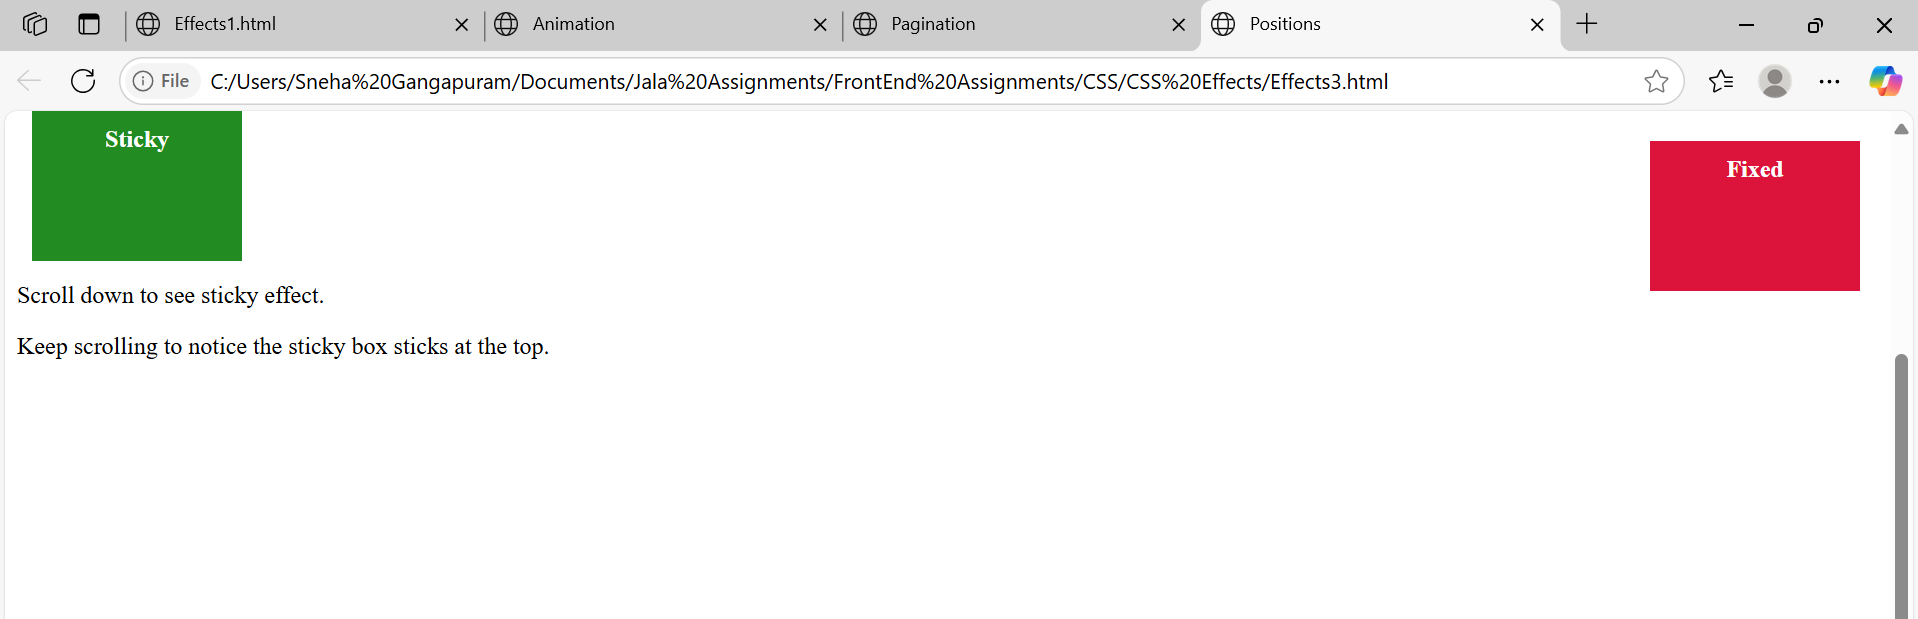 Effects1.html
Animation
Pagination
Positions
File
C:/Users/Sneha%20Gangapuram/Documents/Jala%20Assignments/FrontEnd%20Assignments/CSS/CSS%20Effects/Effects3.html
Sticky
Fixed
Scroll down to see sticky effect.
Keep scrolling to notice the sticky box sticks at the top.